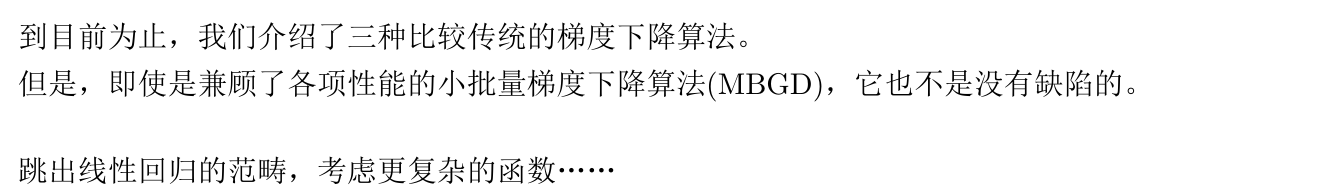 到目前为止，我们介绍了三种比较传统的梯度下降算法。
但是，即使是兼顾了各项性能的小批量梯度下降算法(MBGD)，它也不是没有缺陷的。
跳出线性回归的范畴，考虑更复杂的函数……